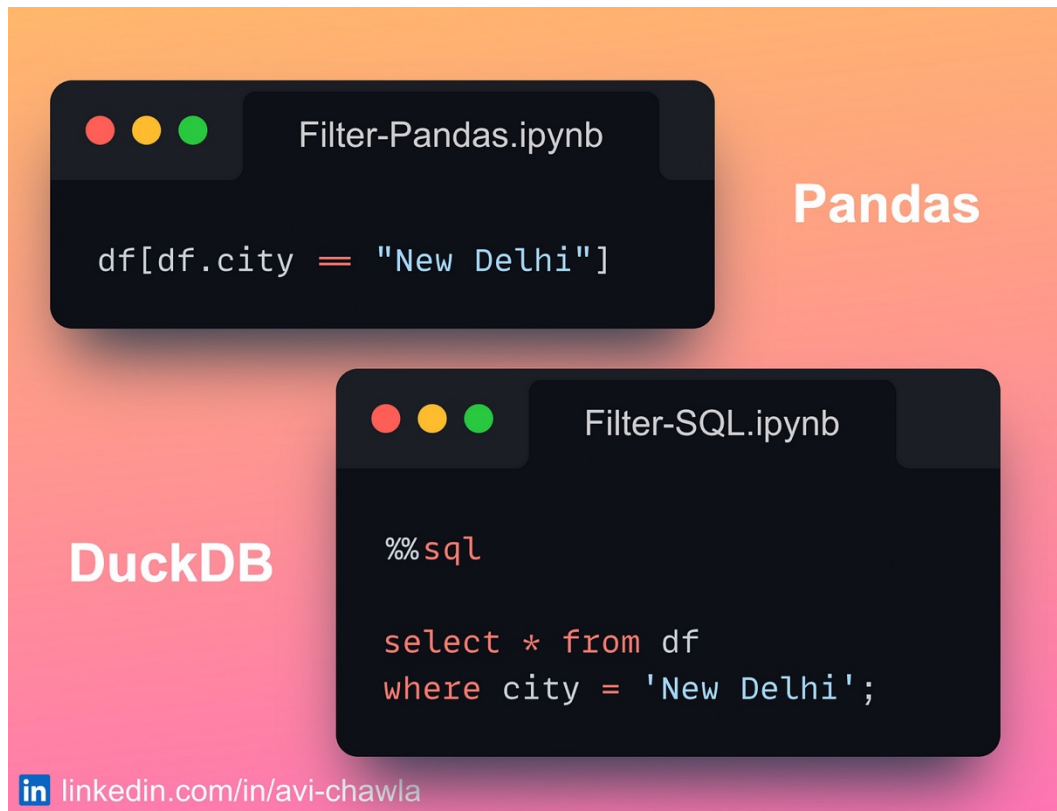 Filter-Pandas.ipynb
Pandas
df[df.city == "New Delhi"]
Filter-SQL.ipynb
DuckDB
%%sql
select * from df
where city = 'New Delhi';
in linkedin.com/in/avi-chawla